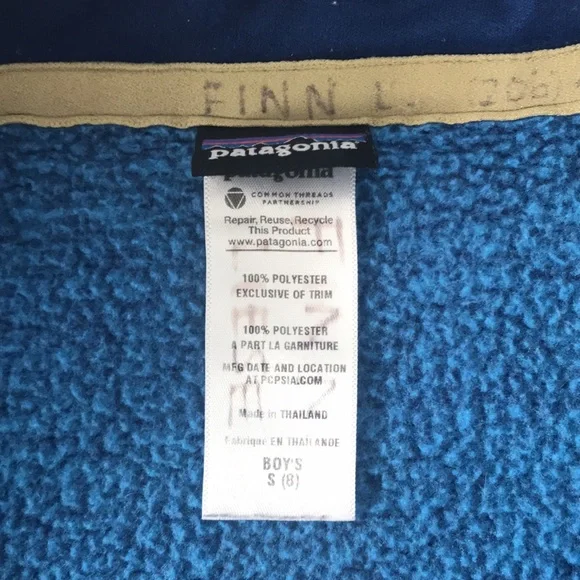 FINN L. (206)
patagonia
patagonia
COMMON THREADS
PARTNERSHIP
Repair, Reuse, Recycle
This Product
www.patagonia.com
100% POLYESTER
EXCLUSIVE OF TRIM
100% POLYESTER
A PART LA GARNITURE
MFG DATE AND LOCATION
AT PCPSIA.COM
Made in THAILAND
Fabriqué EN THAILANDE
BOY'S
S (8)